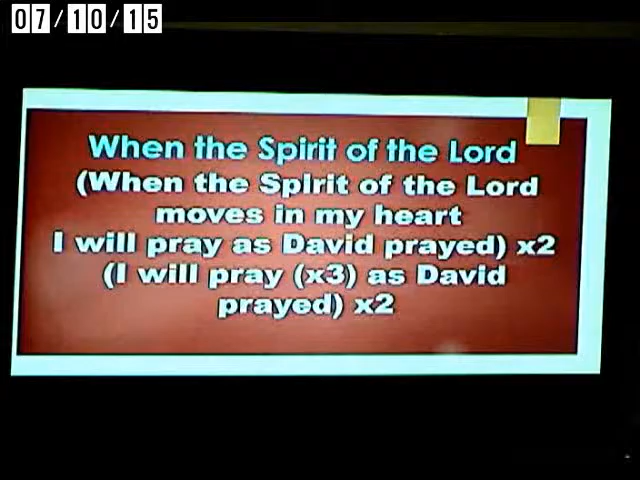 07/10/15
When the Spirit of the Lord
(When the Spirit of the Lord
moves in my heart
I will pray as David prayed) x2
(I will pray (x3) as David
prayed) x2